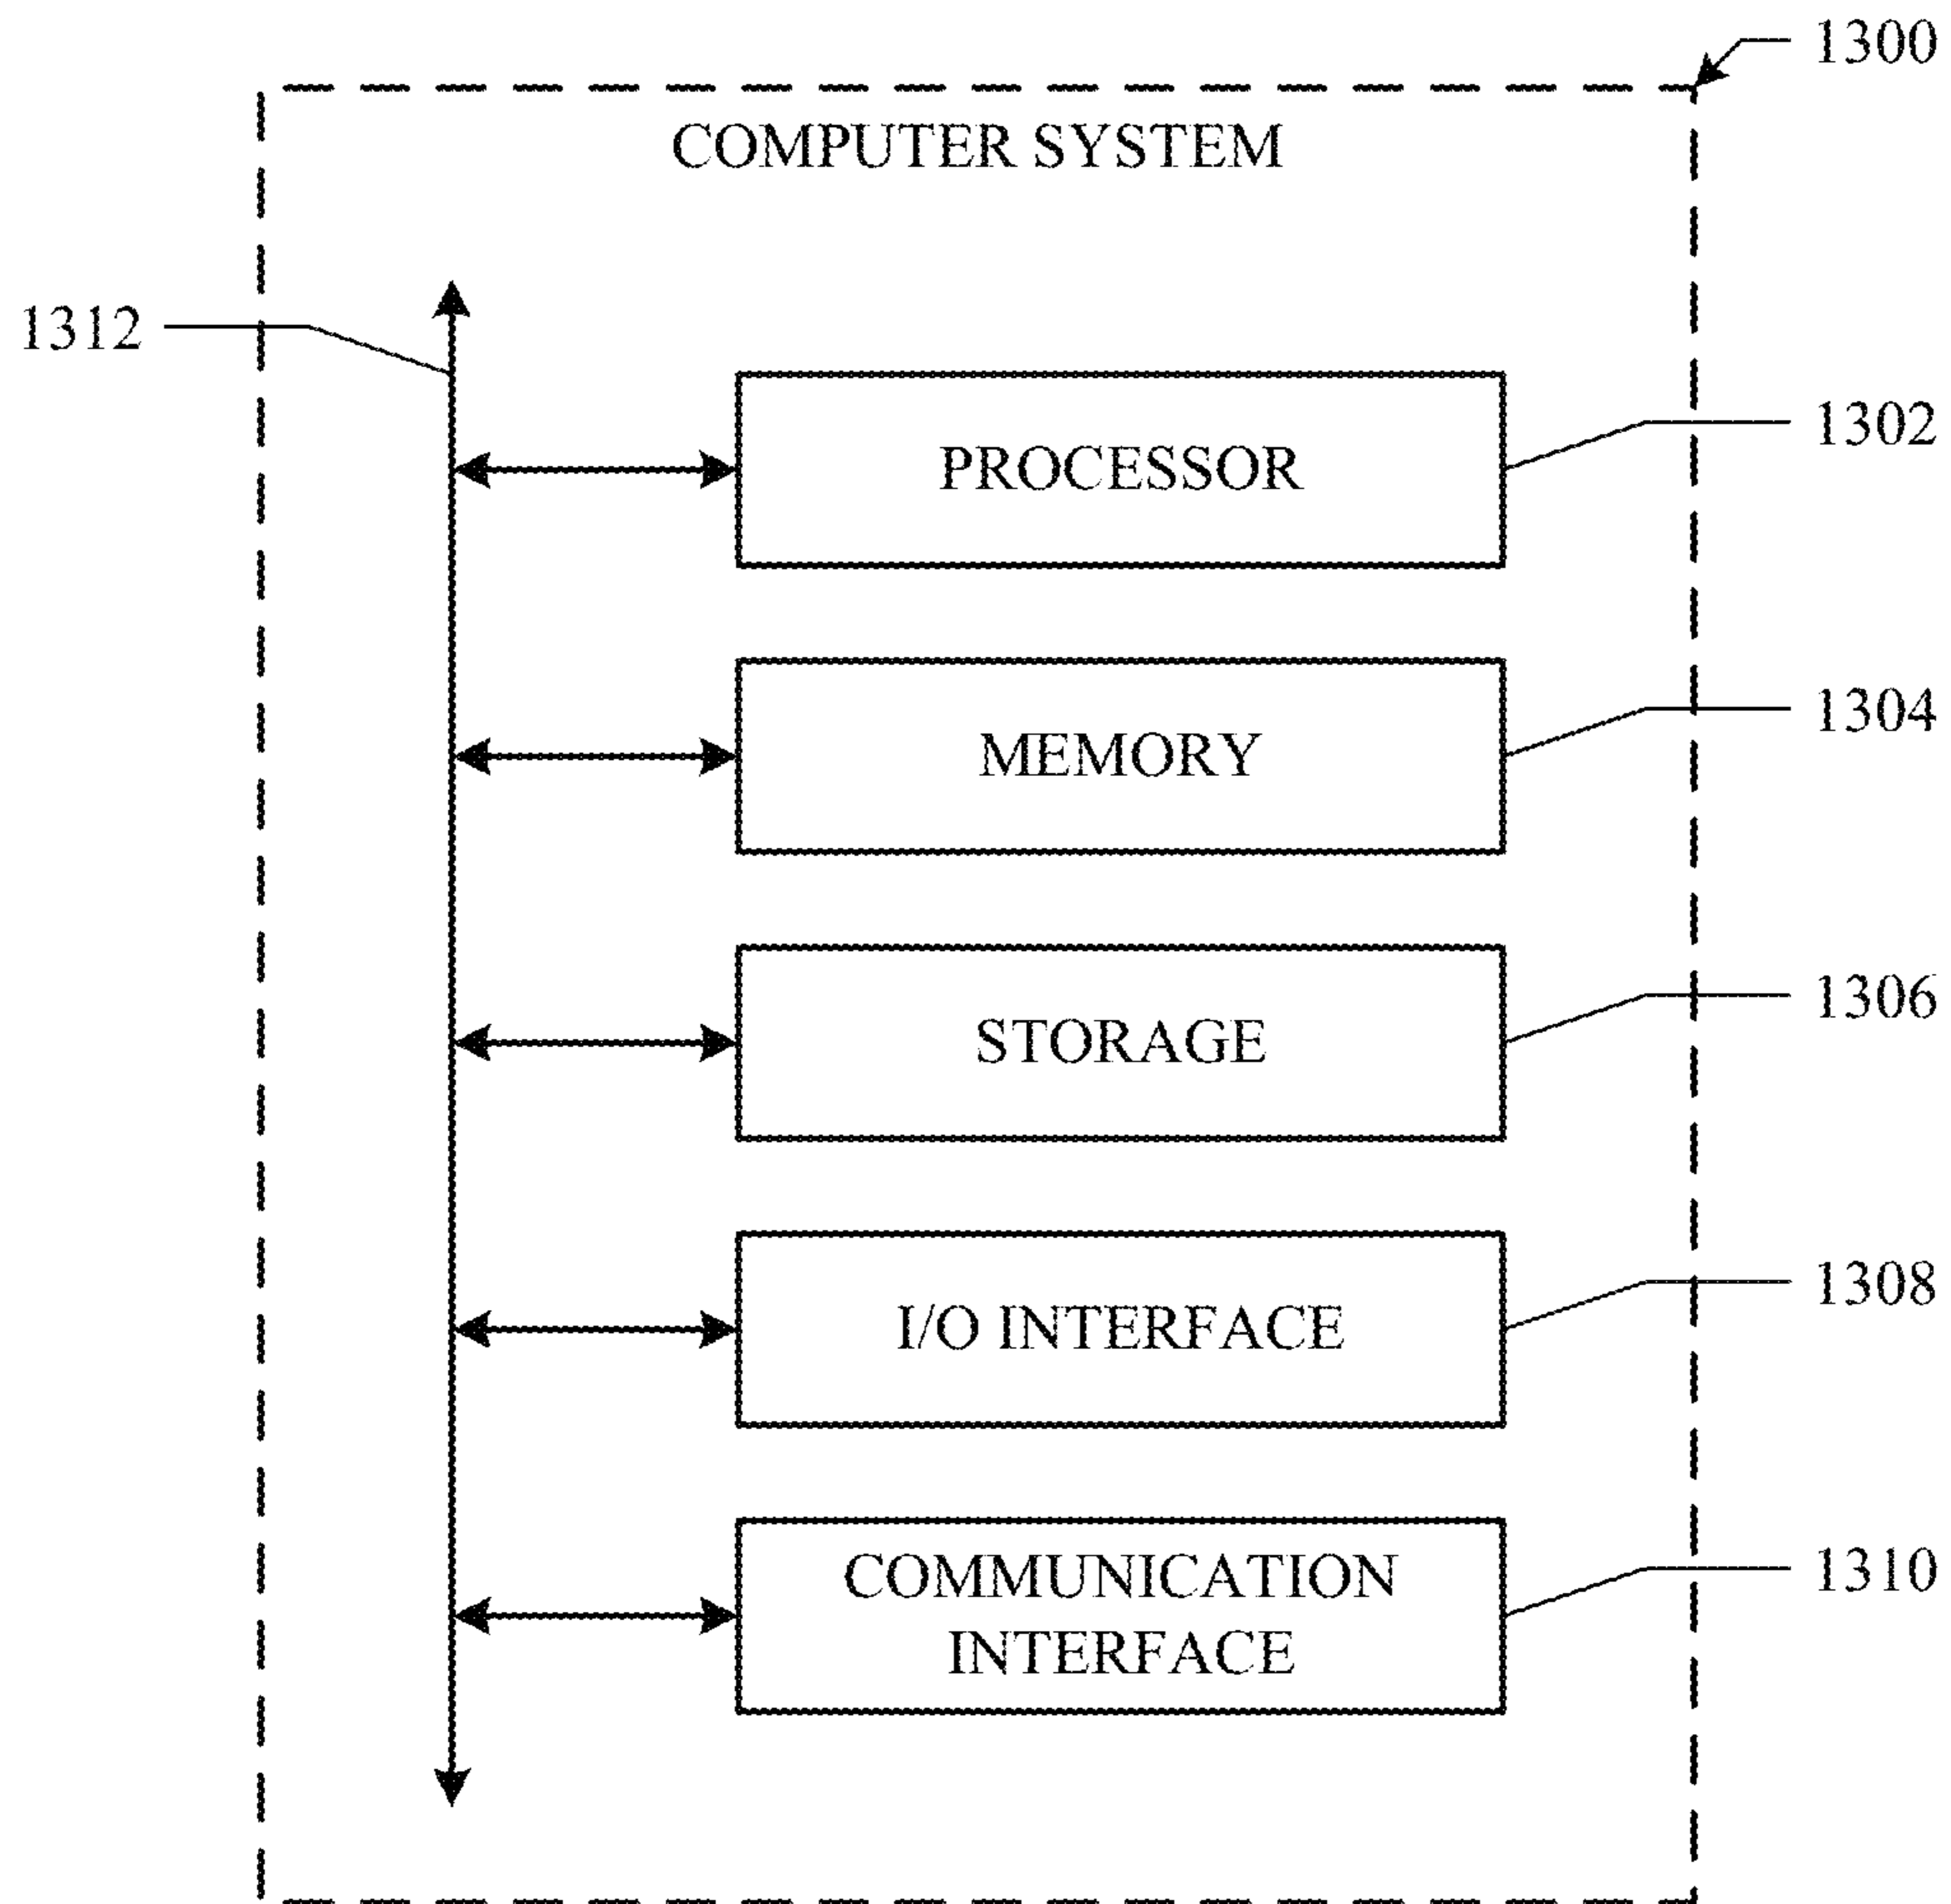 1300
COMPUTER SYSTEM
1312
1302
PROCESSOR
1304
MEMORY
1306
STORAGE
1308
I/O INTERFACE
1310
COMMUNICATION
INTERFACE